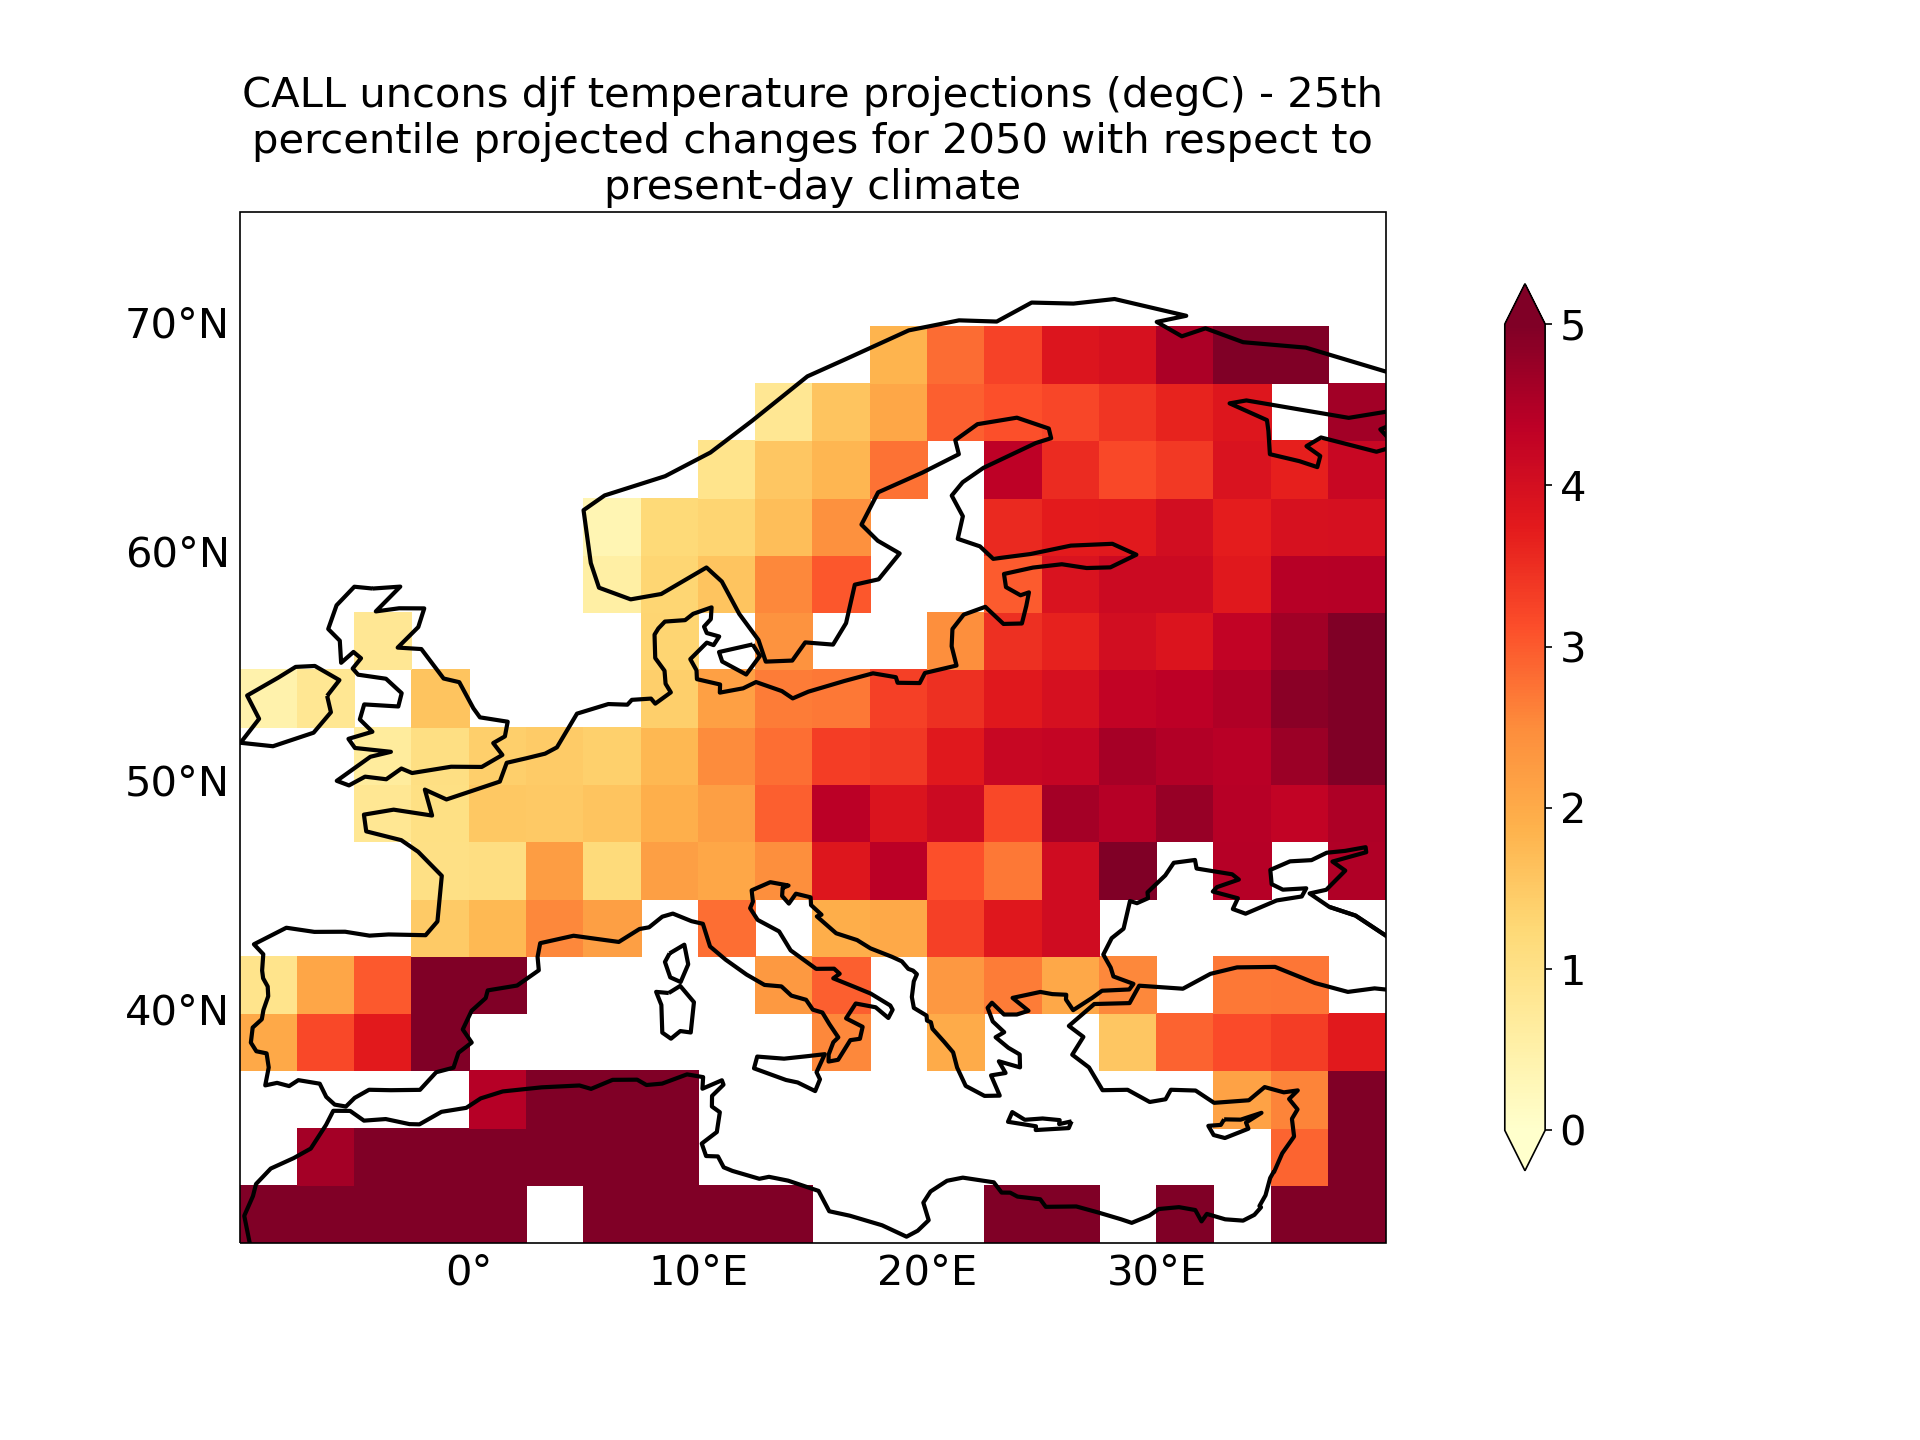 CALL uncons djf temperature projections (degC) - 25th
percentile projected changes for 2050 with respect to
present-day climate
70°N
60°N
50°N
40°N
0°
10°E
20°E
30°E
5
4
3
2
1
0